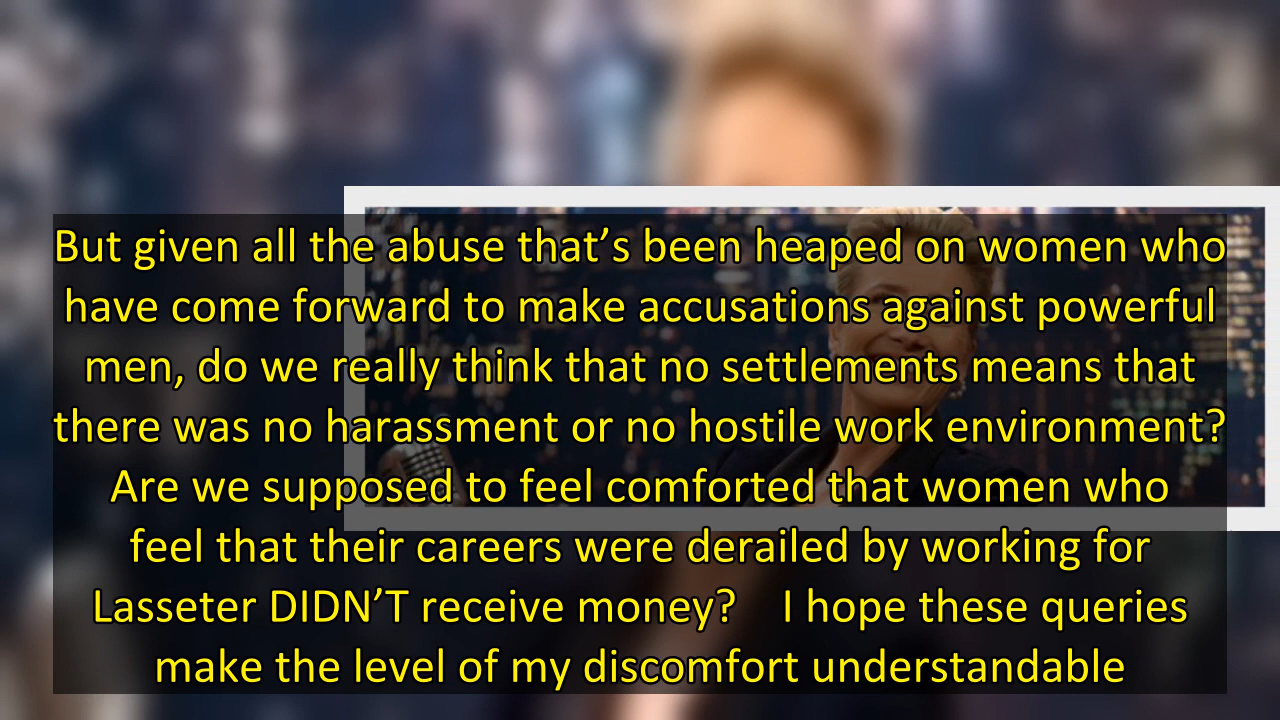 But given all the abuse that’s been heaped on women who
have come forward to make accusations against powerful
men, do we really think that no settlements means that
there was no harassment or no hostile work environment?
Are we supposed to feel comforted that women who
feel that their careers were derailed by working for
Lasseter DIDN’T receive money?    I hope these queries
make the level of my discomfort understandable